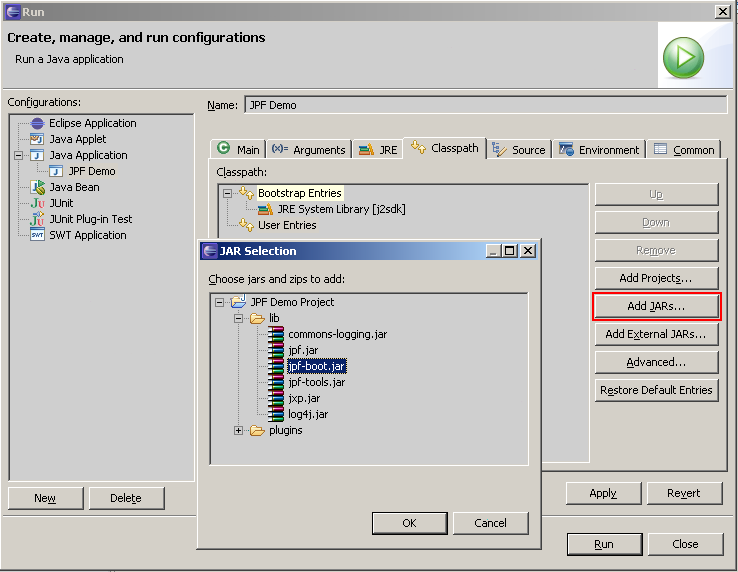 Run
Create, manage, and run configurations
Run a Java application
Configurations:
Eclipse Application
Java Applet
Java Application
JPF Demo
Java Bean
JUnit
JUnit Plug-in Test
SWT Application
New
Delete
Name:
JPF Demo
Main
Arguments
JRE
Classpath
Source
Environment
Common
Classpath:
Bootstrap Entries
JRE System Library [j2sdk]
User Entries
Up
Down
Remove
Add Projects...
Add JARs...
Add External JARs...
Advanced...
Restore Default Entries
JAR Selection
Choose jars and zips to add:
JPF Demo Project
lib
commons-logging.jar
jpf.jar
jpf-boot.jar
jpf-tools.jar
jxp.jar
log4j.jar
plugins
OK
Cancel
Apply
Revert
Run
Close